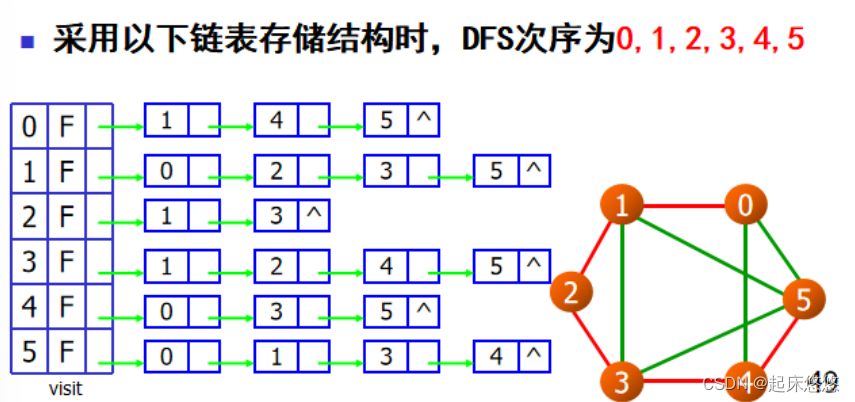 采用以下链表存储结构时，DFS次序为0,1,2,3,4,5
0 F 1 4 5 ^
1 F 0 2 3 5 ^
2 F 1 3 ^
3 F 1 2 4 5 ^
4 F 0 3 5 ^
5 F 0 1 3 4 ^
visit
1 0
2 5
3 4
49
CSDN @起床悠悠